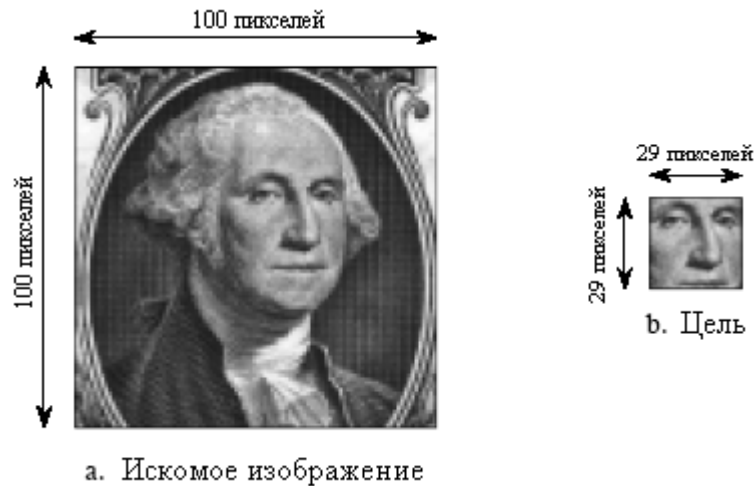 100 пикселей
100 пикселей
a. Искомое изображение
29 пикселей
29 пикселей
b. Цель